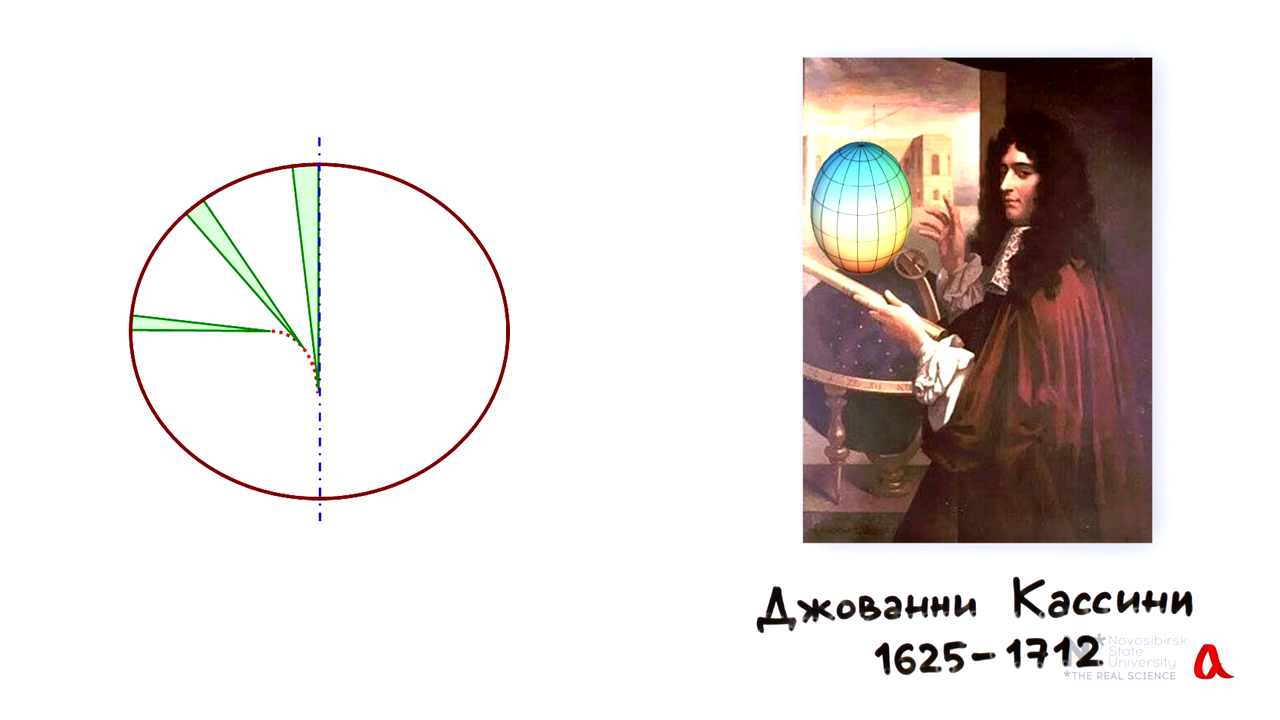 Джованни Кассини
1625-1712
Novosibirsk
State
University
*THE REAL SCIENCE
a